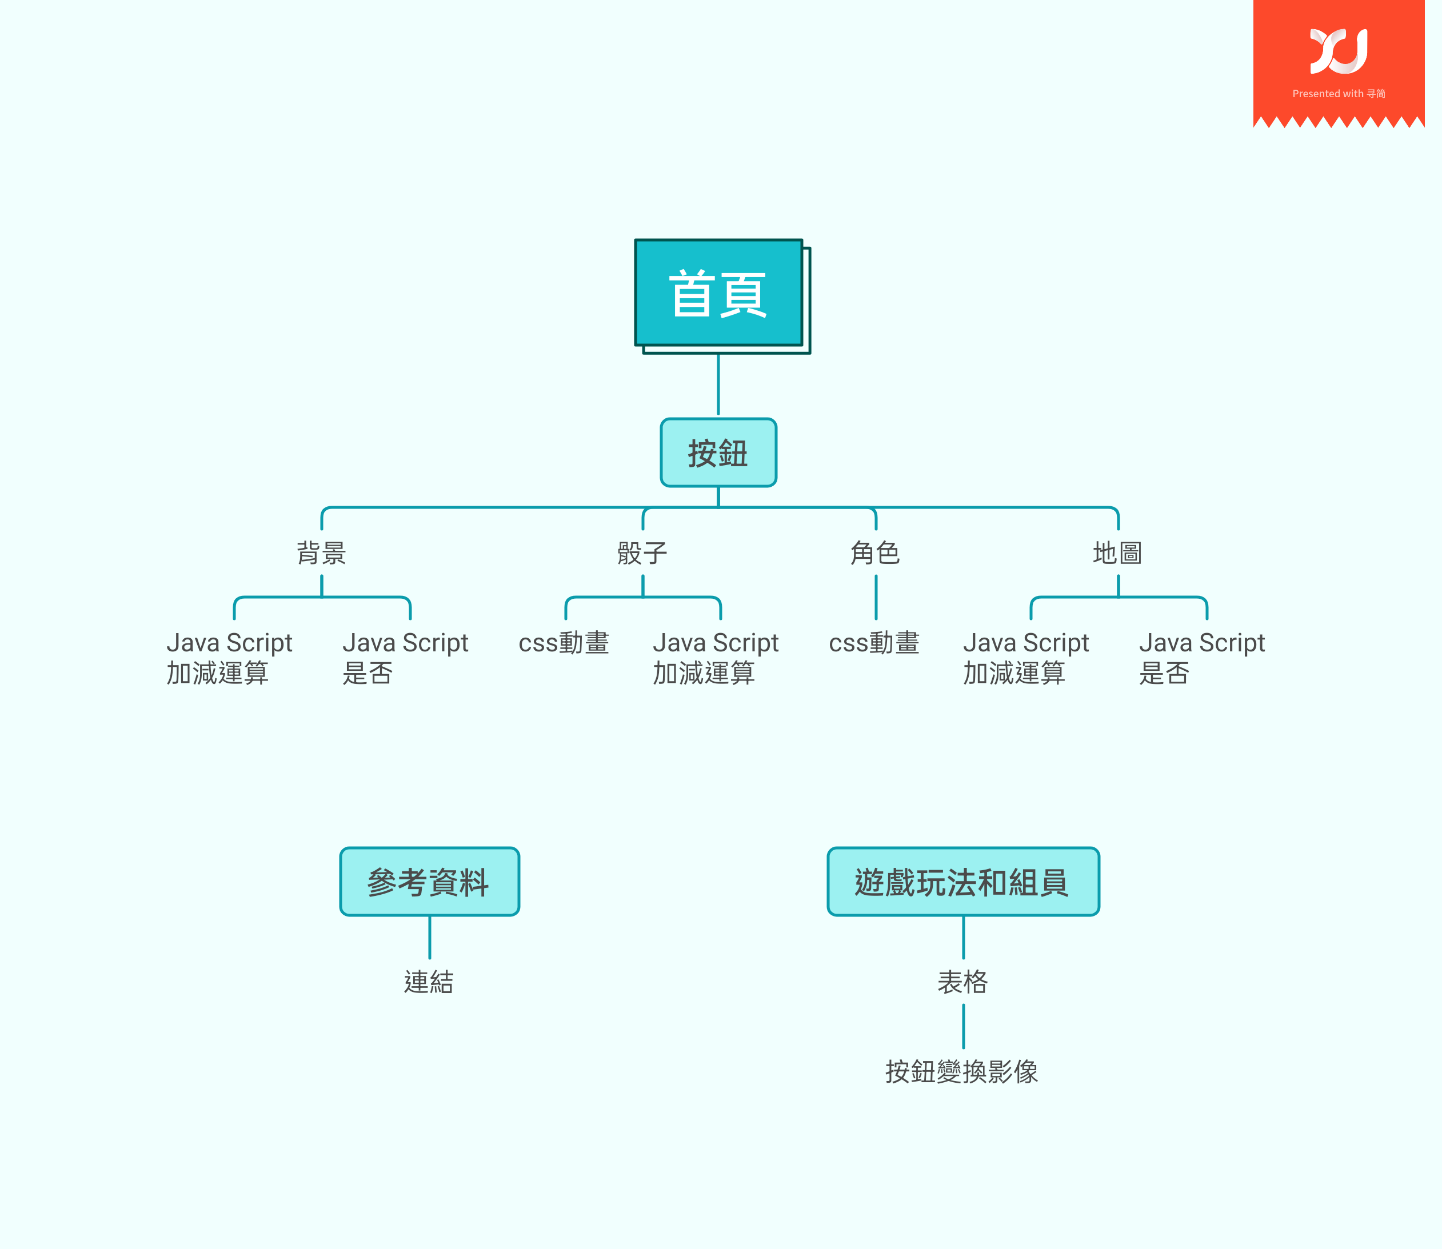 Presented with 寻简
首頁
按鈕
背景
骰子
角色
地圖
Java Script
加減運算
Java Script
是否
css動畫
Java Script
加減運算
css動畫
Java Script
加減運算
Java Script
是否
參考資料
遊戲玩法和組員
連結
表格
按鈕變換影像